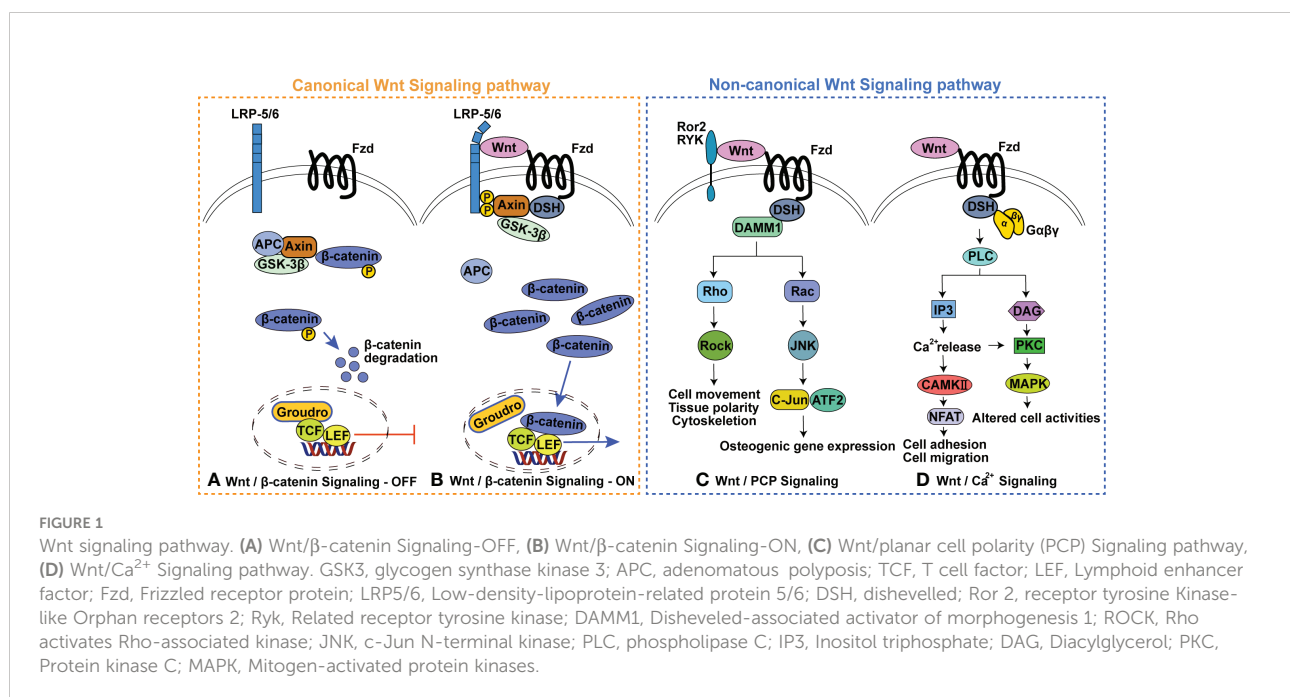 Canonical Wnt Signaling pathway
Non-canonical Wnt Signaling pathway
LRP-5/6
Fzd
APC
Axin
GSK-3β
β-catenin
P
β-catenin
P
β-catenin
degradation
Groudro
TCF
LEF
A Wnt / β-catenin Signaling - OFF
LRP-5/6
Wnt
Fzd
P
P
Axin
DSH
GSK-3β
APC
β-catenin
β-catenin
β-catenin
β-catenin
Groudro
β-catenin
TCF
LEF
B Wnt / β-catenin Signaling - ON
Ror2
RYK
Wnt
Fzd
DSH
DAMM1
Rho
Rac
Rock
JNK
Cell movement
Tissue polarity
Cytoskeletion
C-Jun
ATF2
Osteogenic gene expression
C Wnt / PCP Signaling
Wnt
Fzd
DSH
α
βγ
Gαβγ
PLC
IP3
DAG
Ca²⁺release
PKC
CAMKⅡ
MAPK
NFAT
Altered cell activities
Cell adhesion
Cell migration
D Wnt / Ca²⁺ Signaling
FIGURE 1
Wnt signaling pathway. (A) Wnt/β-catenin Signaling-OFF, (B) Wnt/β-catenin Signaling-ON, (C) Wnt/planar cell polarity (PCP) Signaling pathway,
(D) Wnt/Ca²⁺ Signaling pathway. GSK3, glycogen synthase kinase 3; APC, adenomatous polyposis; TCF, T cell factor; LEF, Lymphoid enhancer
factor; Fzd, Frizzled receptor protein; LRP5/6, Low-density-lipoprotein-related protein 5/6; DSH, dishevelled; Ror 2, receptor tyrosine Kinase-
like Orphan receptors 2; Ryk, Related receptor tyrosine kinase; DAMM1, Disheveled-associated activator of morphogenesis 1; ROCK, Rho
activates Rho-associated kinase; JNK, c-Jun N-terminal kinase; PLC, phospholipase C; IP3, Inositol triphosphate; DAG, Diacylglycerol; PKC,
Protein kinase C; MAPK, Mitogen-activated protein kinases.